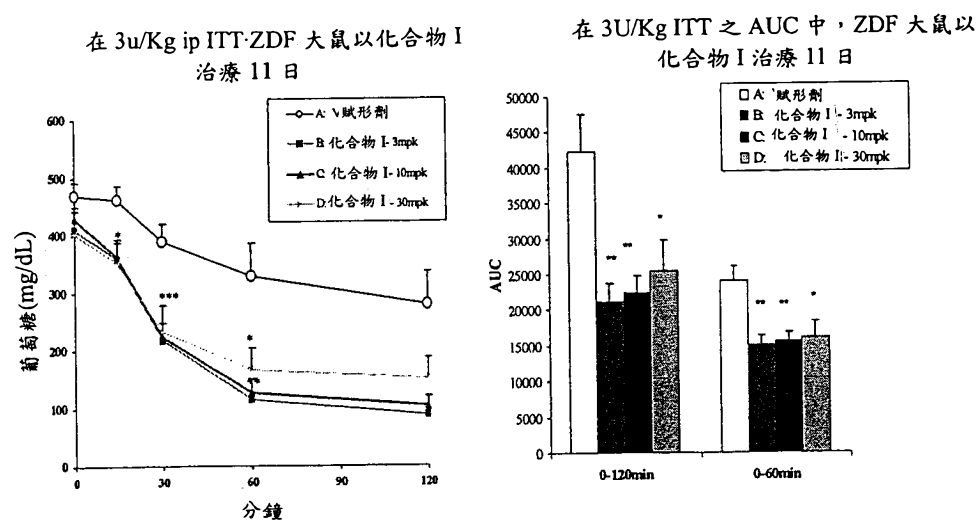 在 3u/Kg ip ITT·ZDF 大鼠以化合物 I
治療 11 日
A: 賦形劑
B: 化合物 I - 3mpk
C: 化合物 I - 10mpk
D: 化合物 I - 30mpk
600
500
400
300
200
100
0
葡萄糖(mg/dL)
*
***
*
**
0
30
60
90
120
分鐘
在 3U/Kg ITT 之 AUC 中，ZDF 大鼠以
化合物 I 治療 11 日
A: 賦形劑
B: 化合物 I - 3mpk
C: 化合物 I - 10mpk
D: 化合物 I - 30mpk
50000
45000
40000
35000
30000
25000
20000
15000
10000
5000
0
AUC
**
**
*
**
**
*
0-120min
0-60min